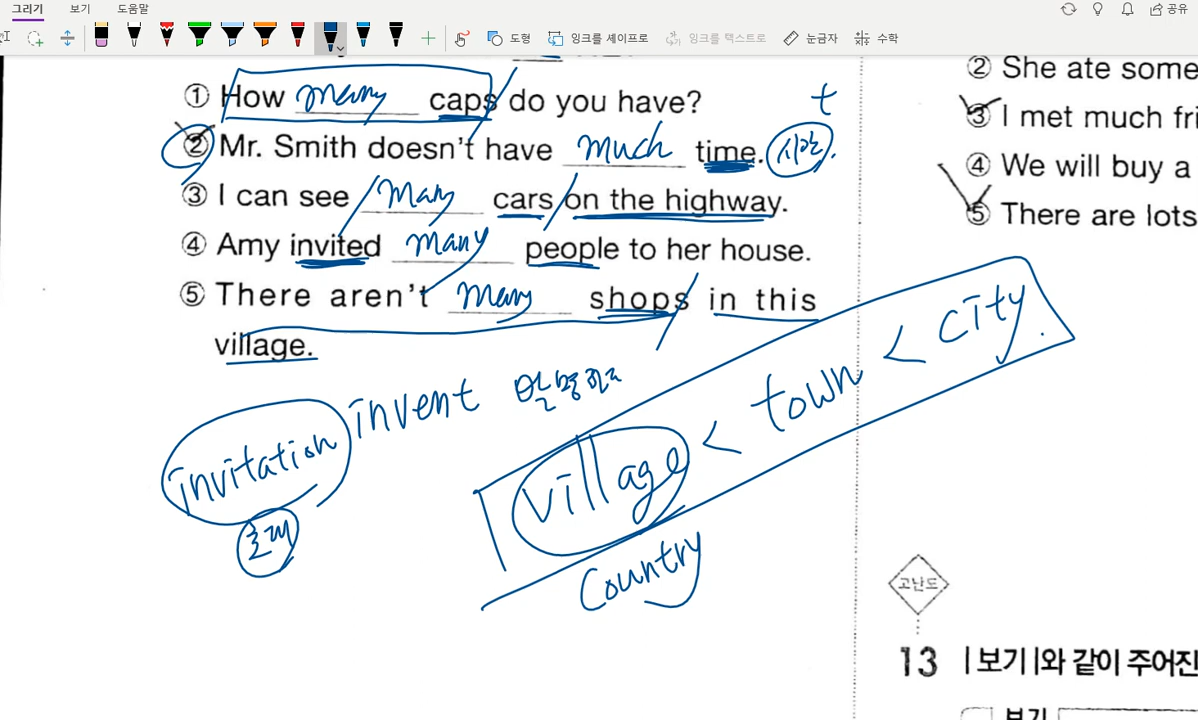 그리기 보기 도움말 공유
도형 잉크를 셰이프로 잉크를 텍스트로 눈금자 수학
① How many caps do you have?
t
② Mr. Smith doesn't have much time. 시간.
③ I can see many cars on the highway.
④ Amy invited many people to her house.
⑤ There aren't many shops in this
village.
invent 발명하다
invitation
초대
village < town < city
Country
② She ate some
③ I met much fri
④ We will buy a
⑤ There are lots
고난도
13 |보기|와 같이 주어진
보기